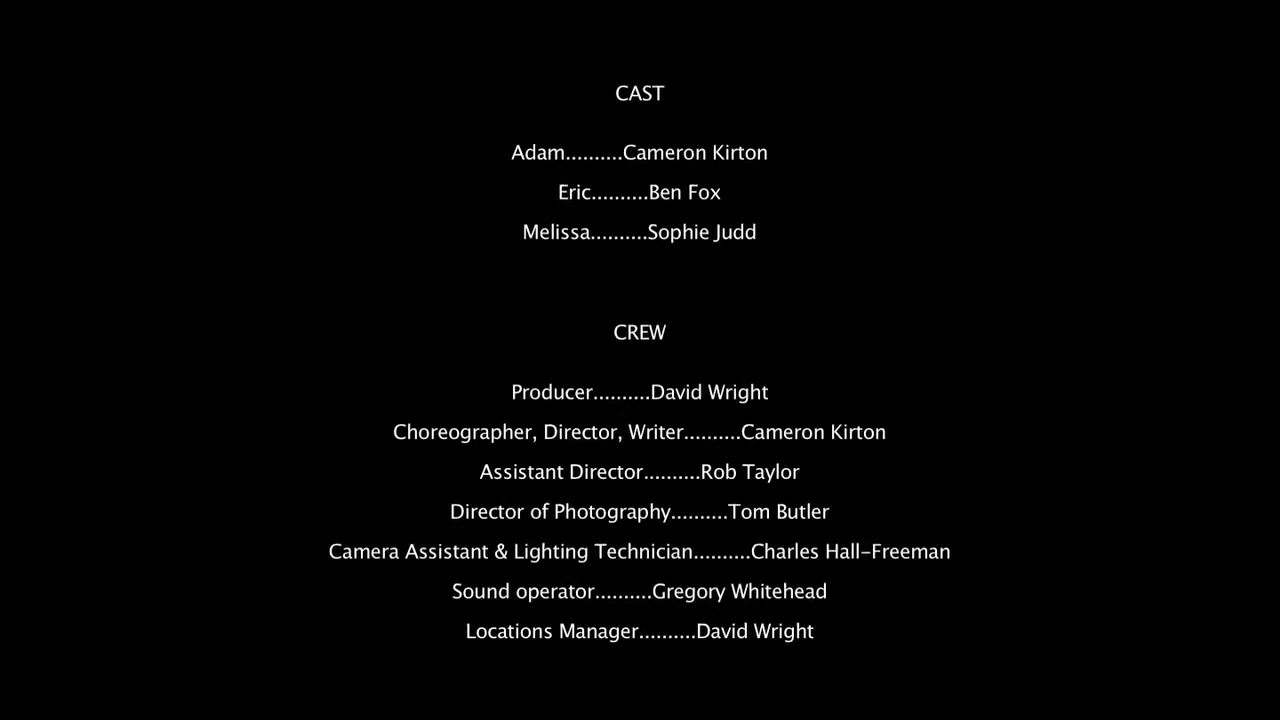 CAST
Adam..........Cameron Kirton
Eric..........Ben Fox
Melissa..........Sophie Judd
CREW
Producer..........David Wright
Choreographer, Director, Writer..........Cameron Kirton
Assistant Director..........Rob Taylor
Director of Photography..........Tom Butler
Camera Assistant & Lighting Technician..........Charles Hall-Freeman
Sound operator..........Gregory Whitehead
Locations Manager..........David Wright